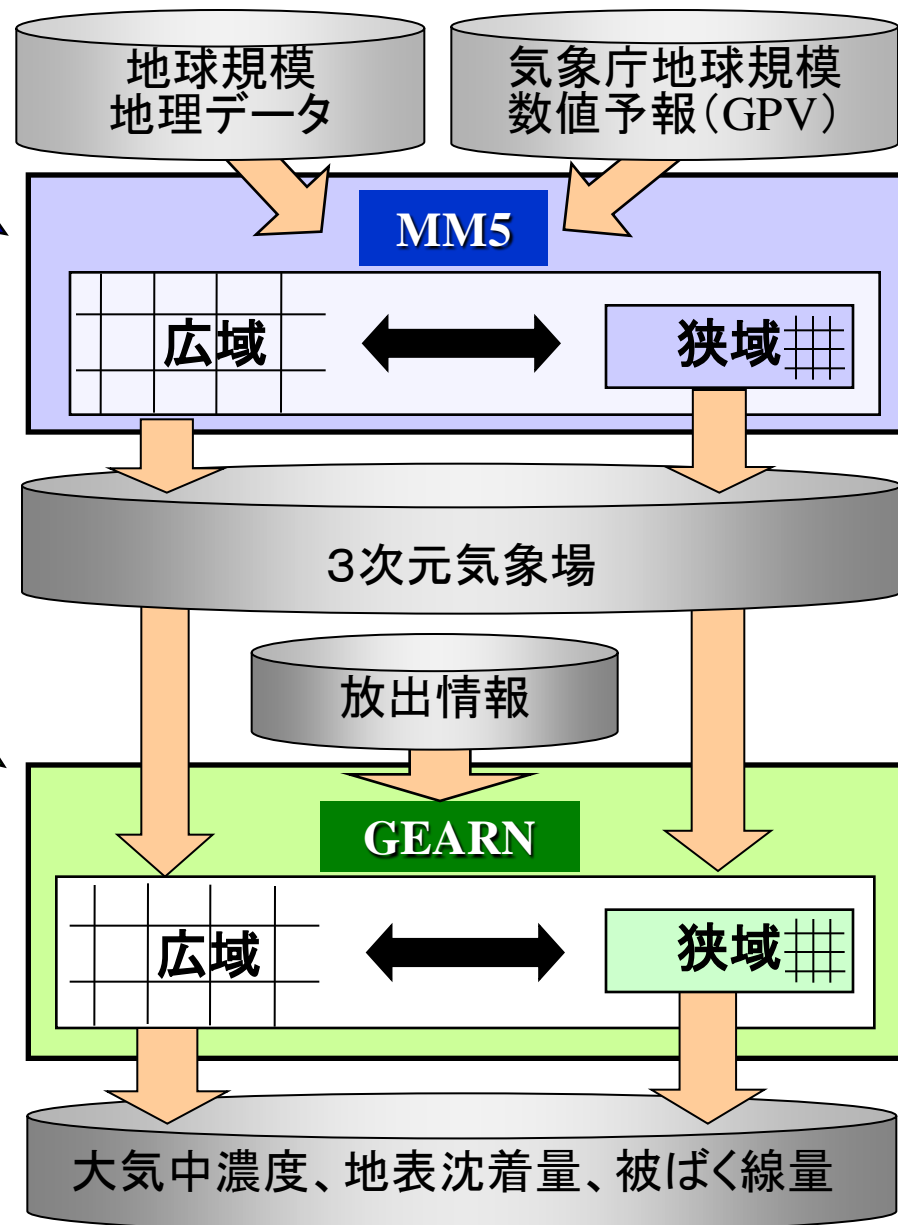 地球規模
地理データ
気象庁地球規模
数値予報（GPV）
MM5
広域
狭域
３次元気象場
放出情報
GEARN
広域
狭域
大気中濃度、地表沈着量、被ばく線量